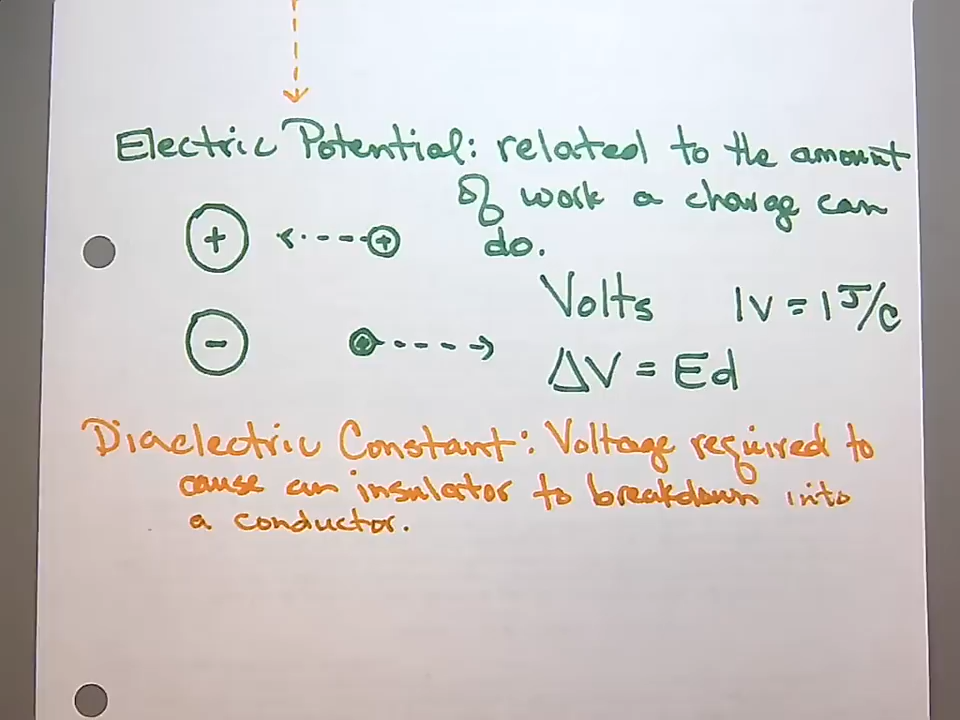 Electric Potential: related to the amount
of work a charge can
do.
+ +
Volts 1V = 1 J/C
- +
ΔV = Ed
Diaelectric Constant: Voltage required to
cause an insulator to breakdown into
a conductor.